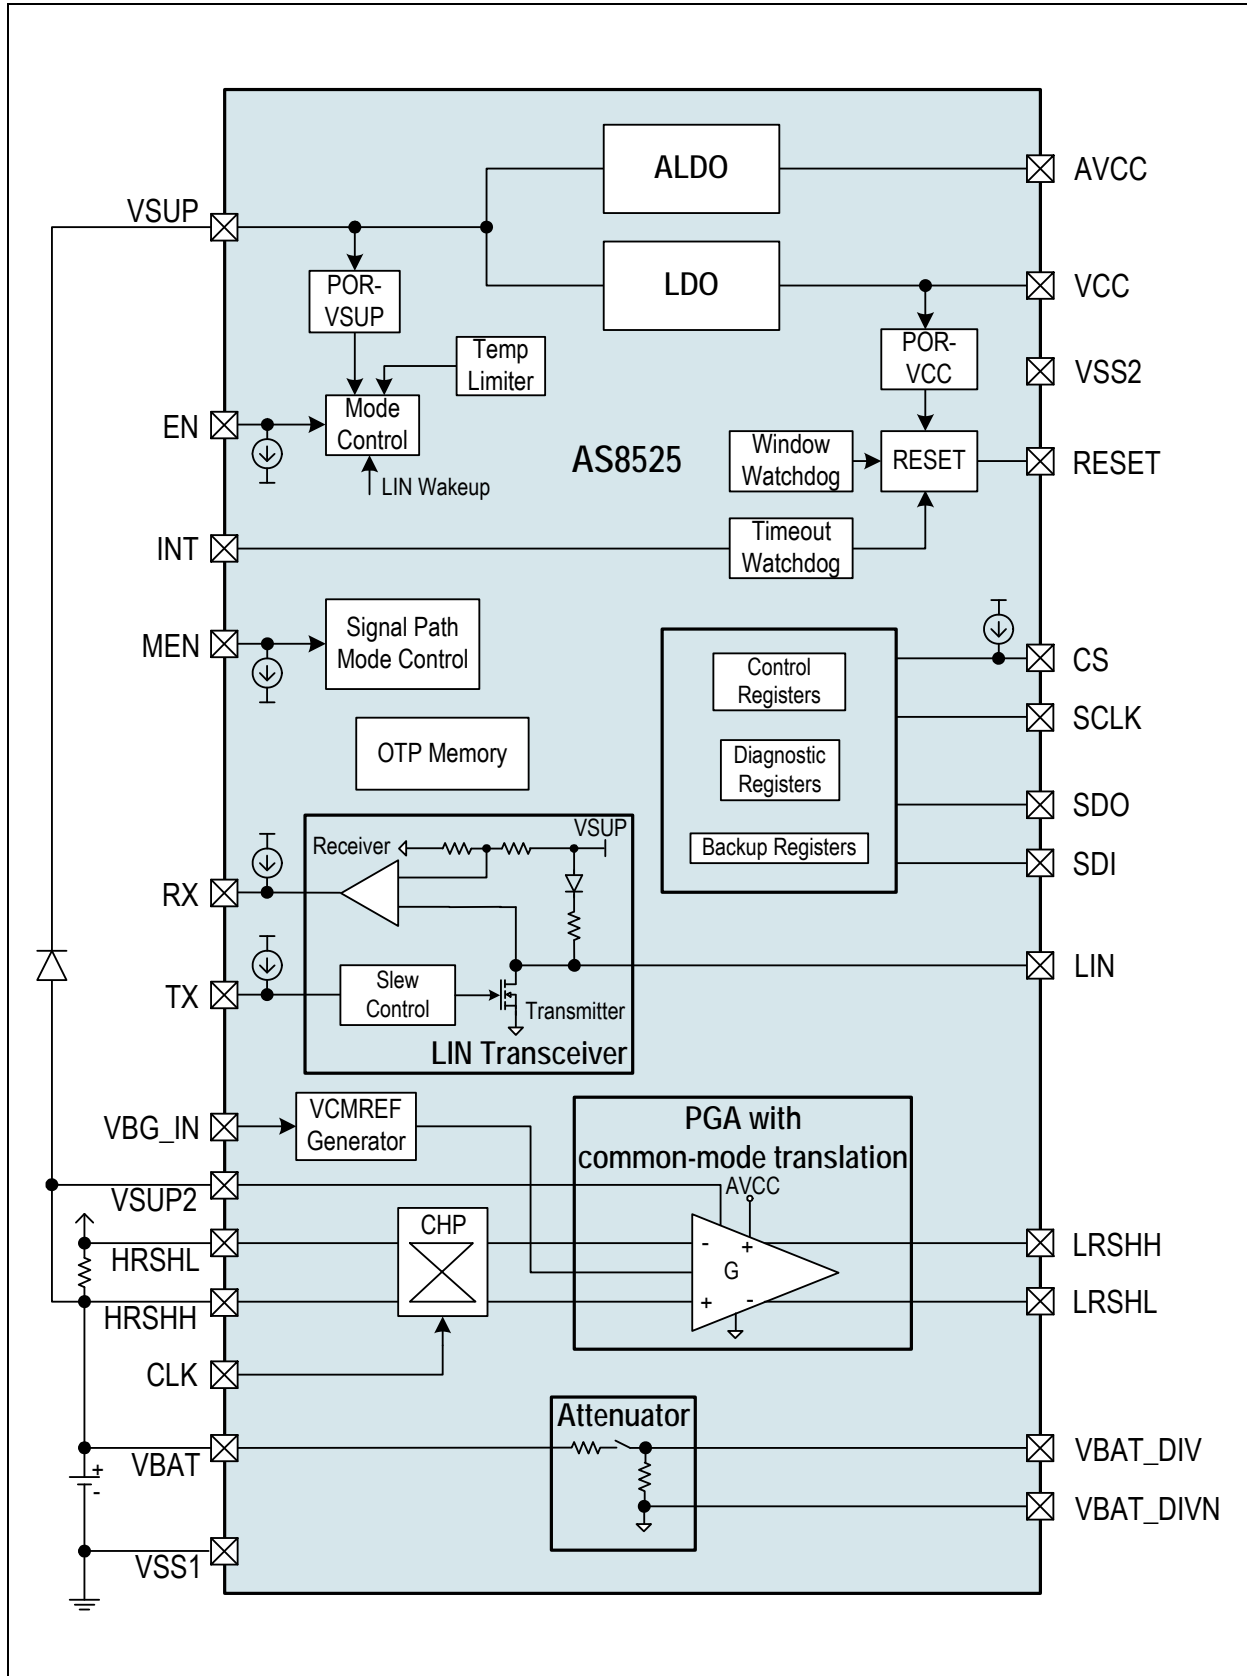 ALDO
AVCC
VSUP
LDO
VCC
POR-
VSUP
POR-
VCC
Temp
Limiter
VSS2
Mode
Control
EN
AS8525
Window
Watchdog
RESET
RESET
LIN Wakeup
INT
Timeout
Watchdog
MEN
Signal Path
Mode Control
Control
Registers
CS
SCLK
OTP Memory
Diagnostic
Registers
SDO
Backup Registers
SDI
VSUP
Receiver
RX
LIN
TX
Slew
Control
Transmitter
LIN Transceiver
VBG_IN
VCMREF
Generator
PGA with
common-mode translation
AVCC
VSUP2
CHP
- +
G
+ -
HRSHL
LRSHH
HRSHH
LRSHL
CLK
Attenuator
VBAT
VBAT_DIV
+
-
VBAT_DIVN
VSS1